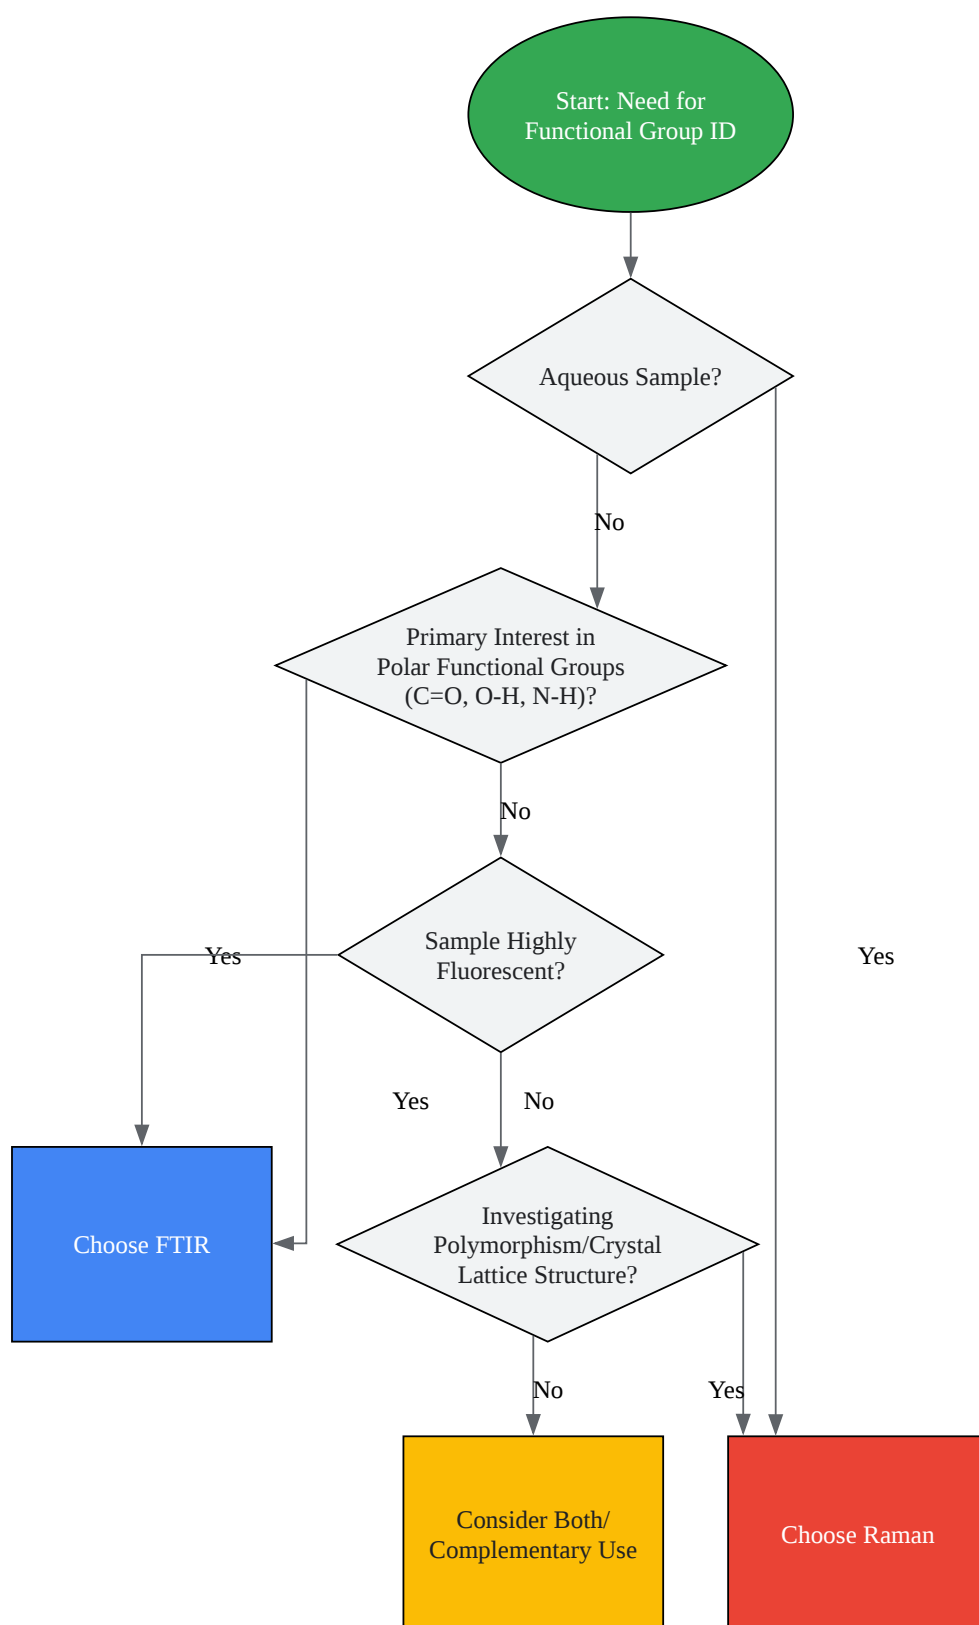 Start: Need for
Functional Group ID
Aqueous Sample?
No
Primary Interest in
Polar Functional Groups
(C=O, O-H, N-H)?
No
Sample Highly
Fluorescent?
Yes
Yes
Yes
No
Investigating
Polymorphism/Crystal
Lattice Structure?
Choose FTIR
No
Yes
Consider Both/
Complementary Use
Choose Raman